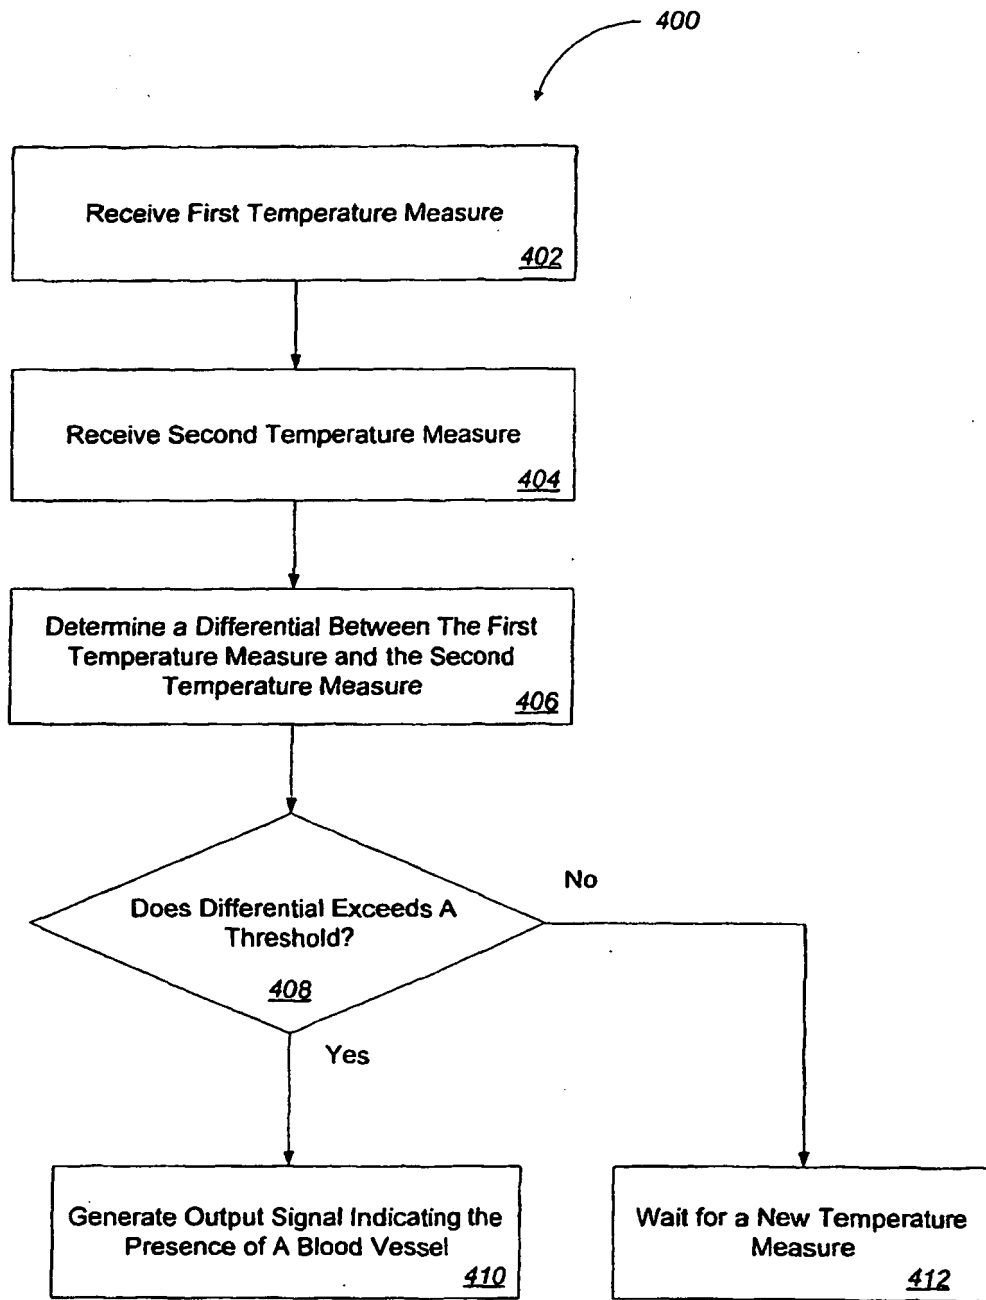 400
Receive First Temperature Measure
402
Receive Second Temperature Measure
404
Determine a Differential Between The First
Temperature Measure and the Second
Temperature Measure
406
Does Differential Exceeds A
Threshold?
408
No
Yes
Generate Output Signal Indicating the
Presence of A Blood Vessel
410
Wait for a New Temperature
Measure
412